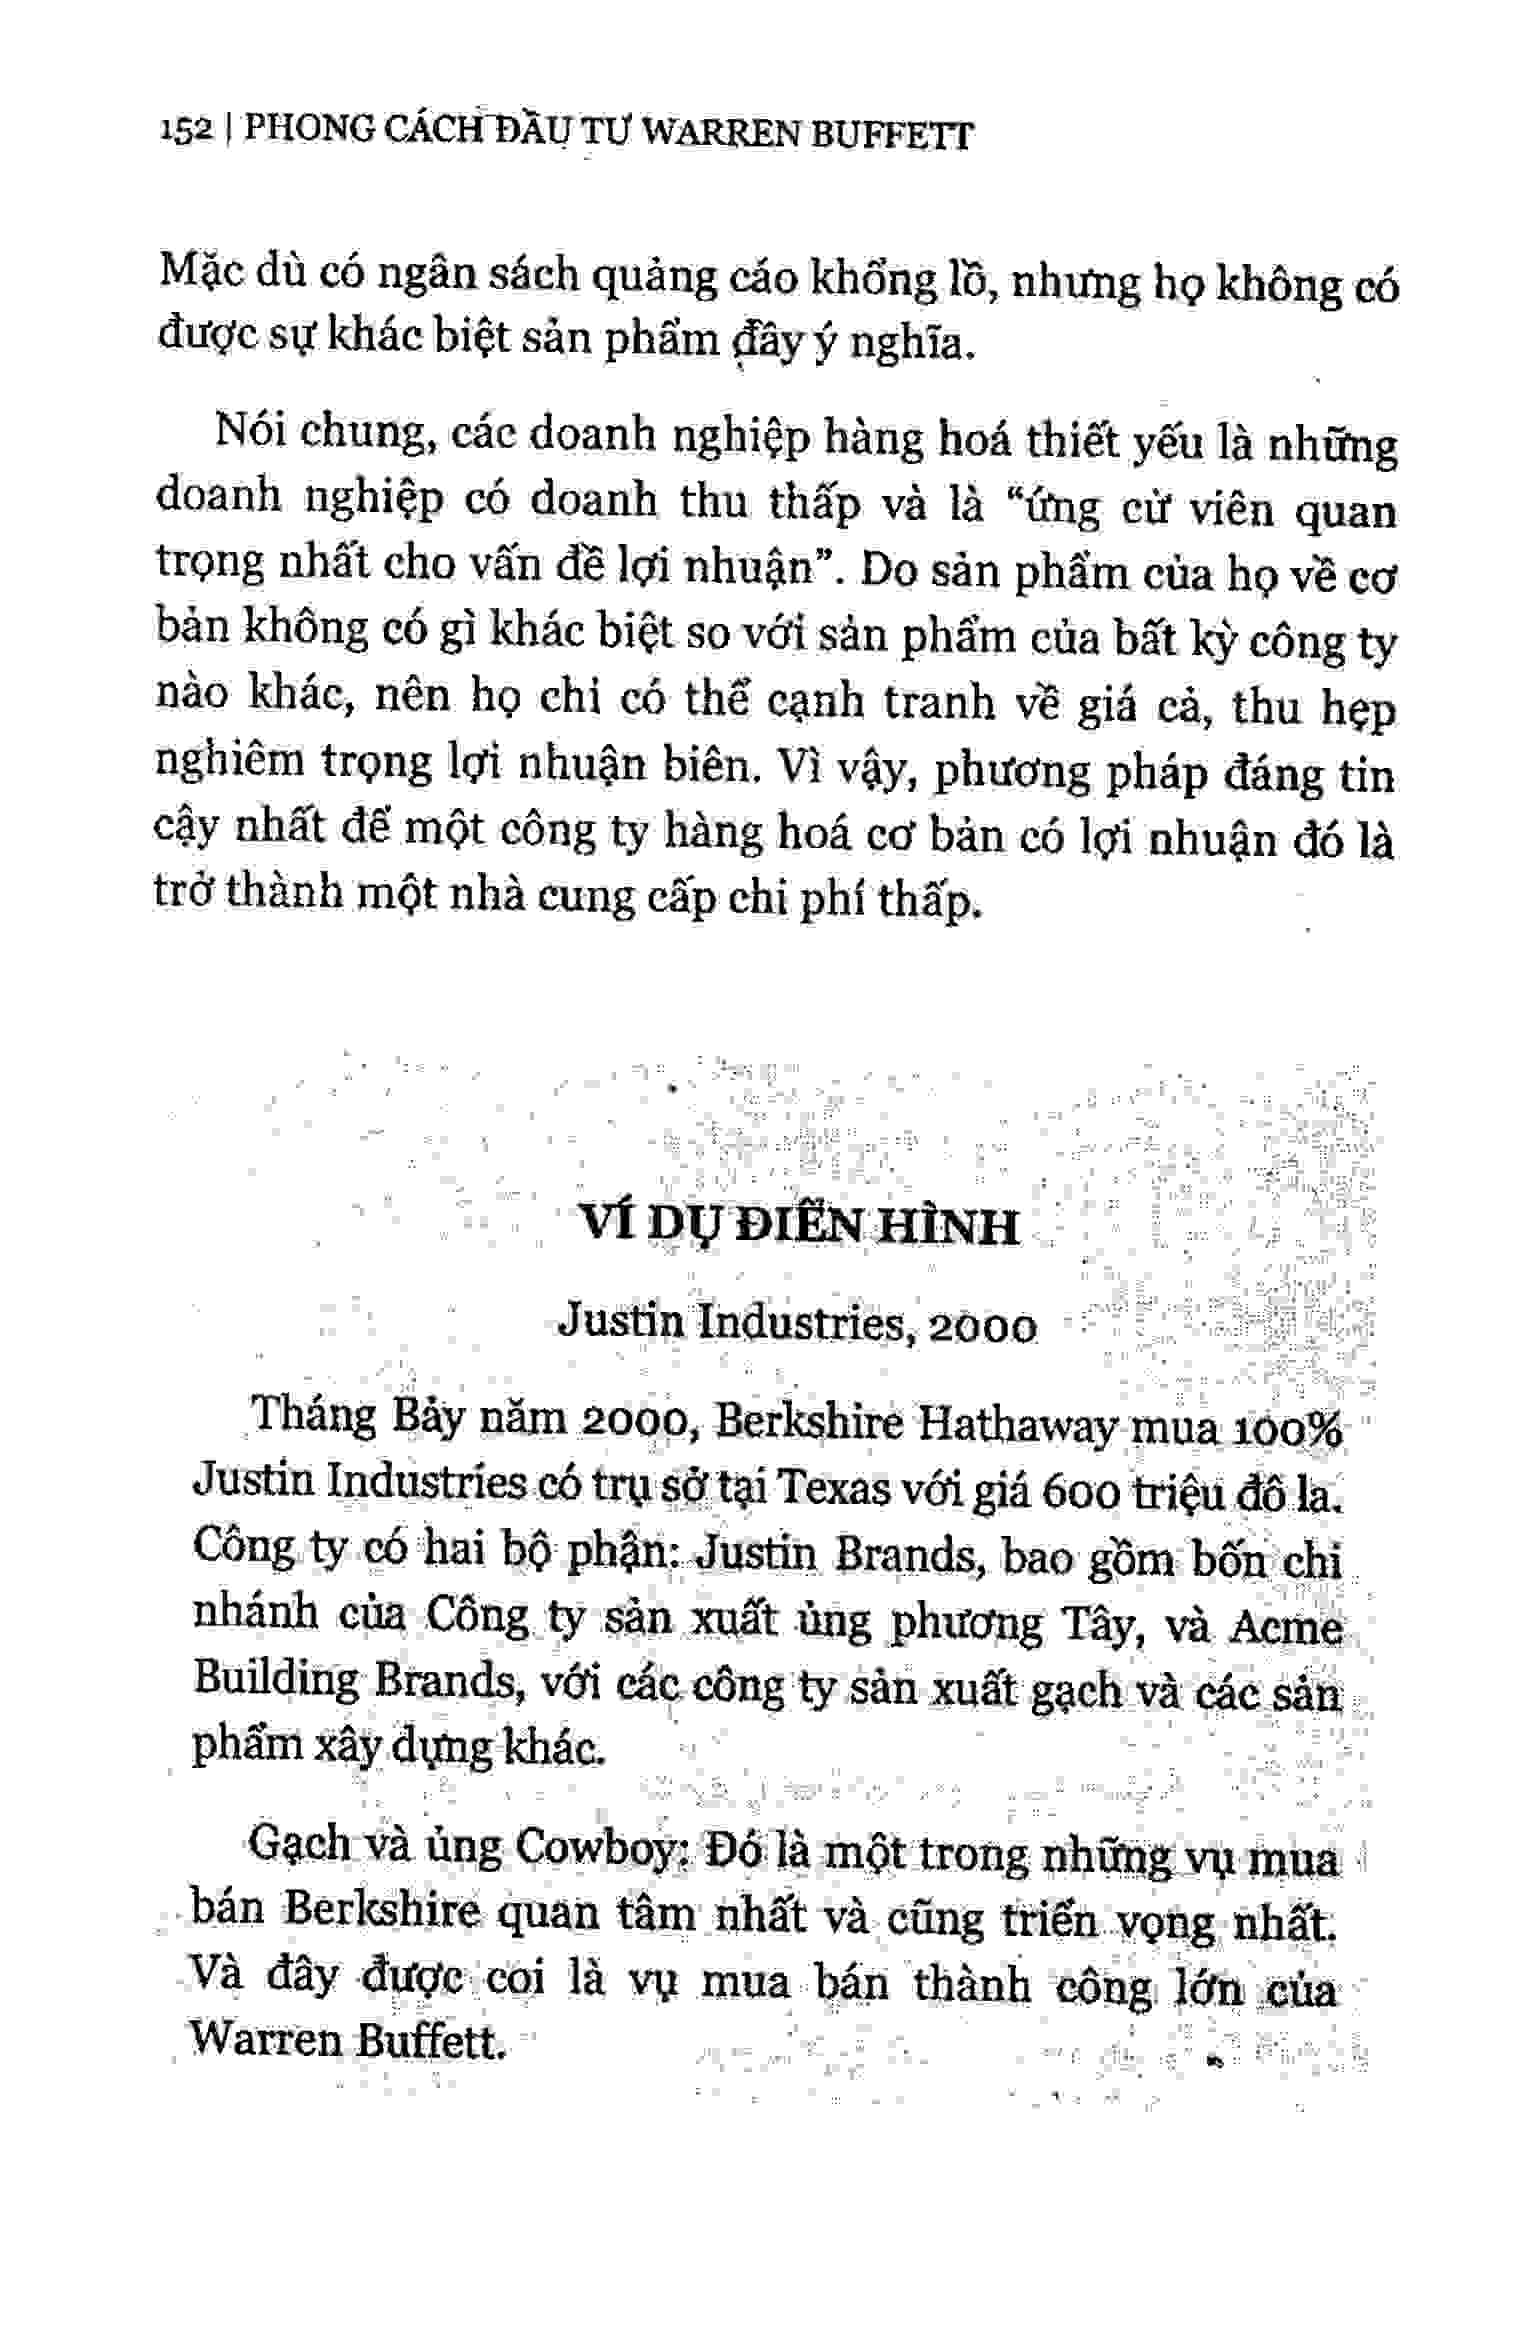 152 | PHONG CÁCH ĐẦU TƯ WARREN BUFFETT
Mặc dù có ngân sách quảng cáo khổng lồ, nhưng họ không có
được sự khác biệt sản phẩm đầy ý nghĩa.
Nói chung, các doanh nghiệp hàng hoá thiết yếu là những
doanh nghiệp có doanh thu thấp và là “ứng cử viên quan
trọng nhất cho vấn đề lợi nhuận”. Do sản phẩm của họ về cơ
bản không có gì khác biệt so với sản phẩm của bất kỳ công ty
nào khác, nên họ chỉ có thể cạnh tranh về giá cả, thu hẹp
nghiêm trọng lợi nhuận biên. Vì vậy, phương pháp đáng tin
cậy nhất để một công ty hàng hoá cơ bản có lợi nhuận đó là
trở thành một nhà cung cấp chi phí thấp.
VÍ DỤ ĐIỂN HÌNH
Justin Industries, 2000
Tháng Bảy năm 2000, Berkshire Hathaway mua 100%
Justin Industries có trụ sở tại Texas với giá 600 triệu đô la.
Công ty có hai bộ phận: Justin Brands, bao gồm bốn chi
nhánh của Công ty sản xuất ủng phương Tây, và Acme
Building Brands, với các công ty sản xuất gạch và các sản
phẩm xây dựng khác.
Gạch và ủng Cowboy: Đó là một trong những vụ mua
bán Berkshire quan tâm nhất và cũng triển vọng nhất.
Và đây được coi là vụ mua bán thành công lớn của
Warren Buffett.